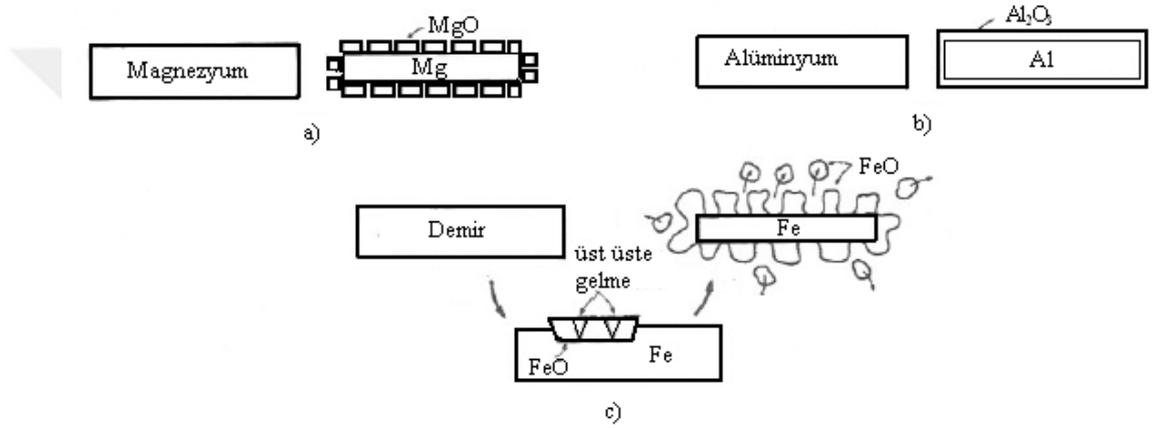 MgO
Magnezyum
Mg
a)
Al₂O₃
Alüminyum
Al
b)
FeO
Demir
Fe
üst üste
gelme
FeO
Fe
c)